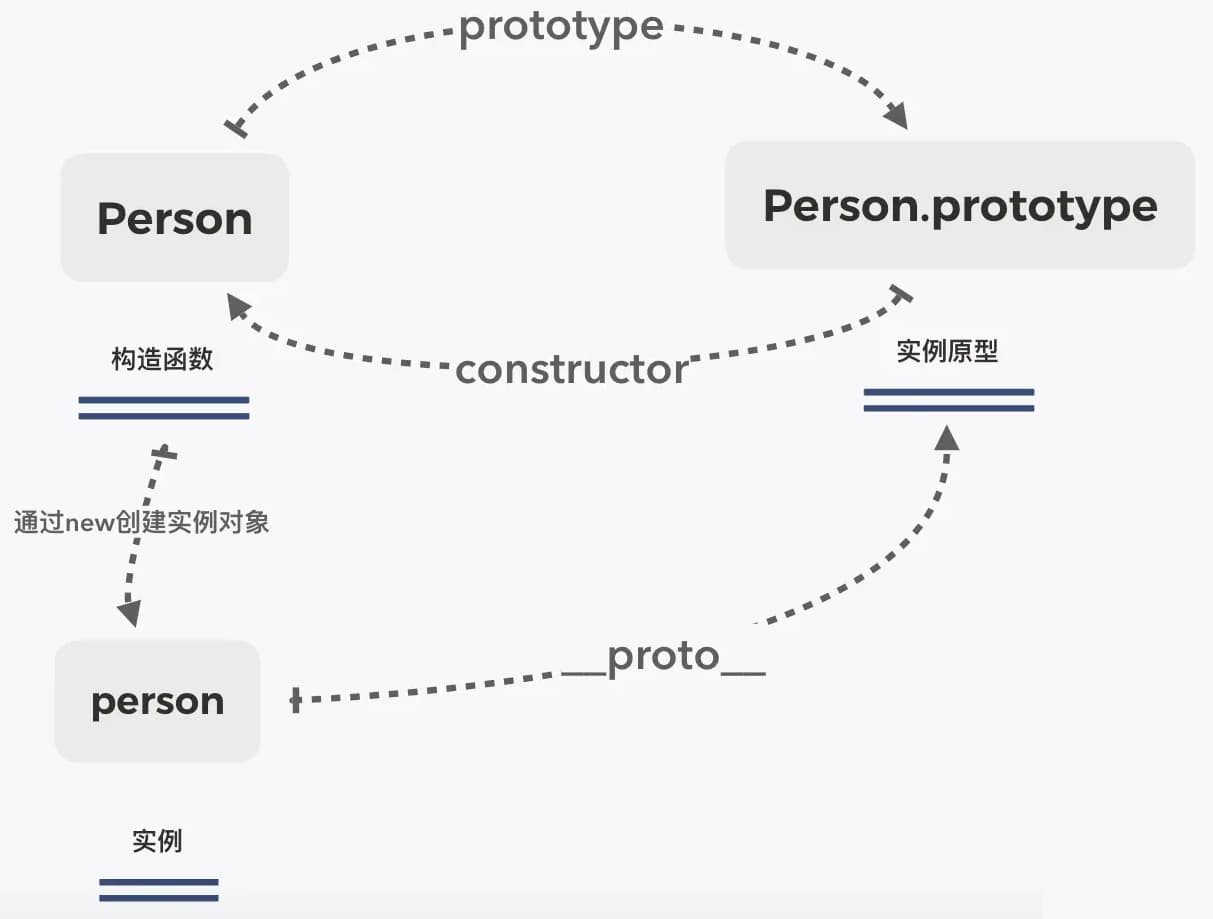 prototype
Person
Person.prototype
构造函数
constructor
实例原型
通过new创建实例对象
__proto__
person
实例